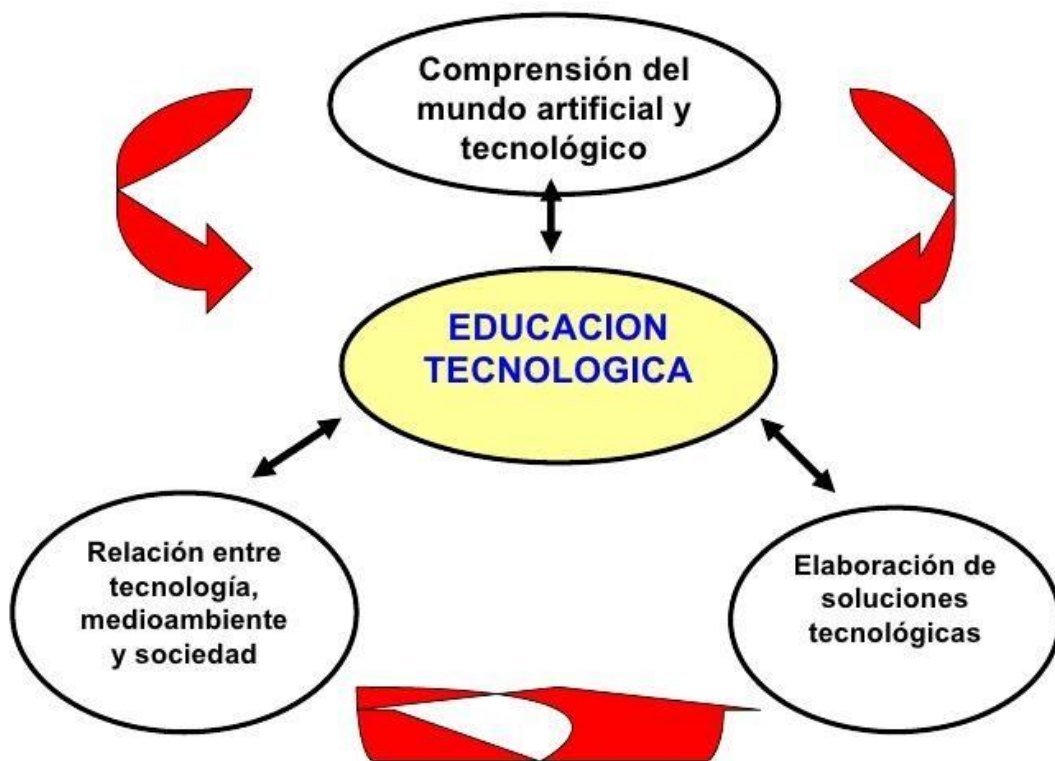 Comprensión del
mundo artificial y
tecnológico
EDUCACION
TECNOLOGICA
Relación entre
tecnología,
medioambiente
y sociedad
Elaboración de
soluciones
tecnológicas